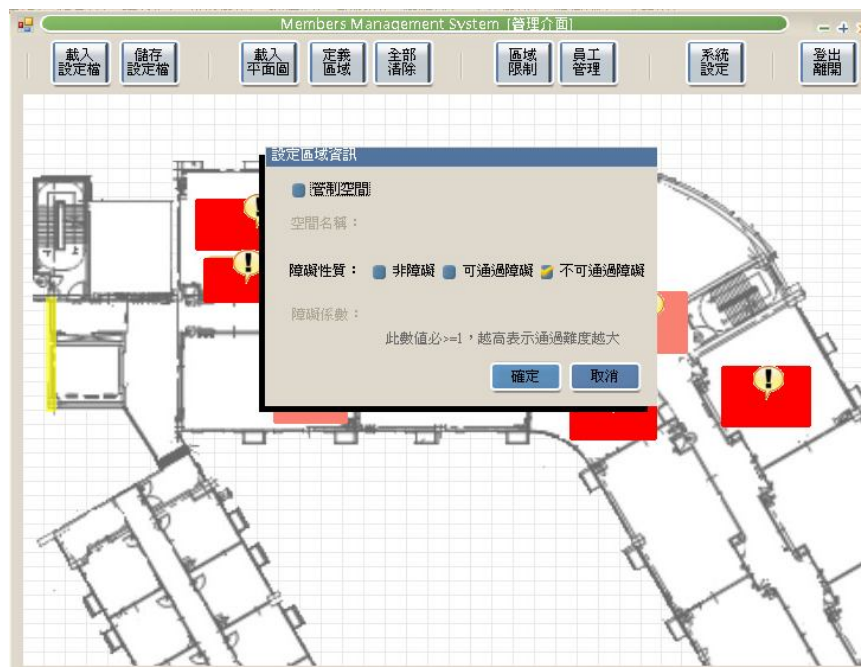 Members Management System [管理介面]
載入設定檔
儲存設定檔
載入平面圖
定義區域
全部清除
區域限制
員工管理
系統設定
登出離開
設定區域資訊
管制空間
空間名稱：
障礙性質： 非障礙 可通過障礙 不可通過障礙
障礙係數：
此數值必>=1，越高表示通過難度越大
確定 取消